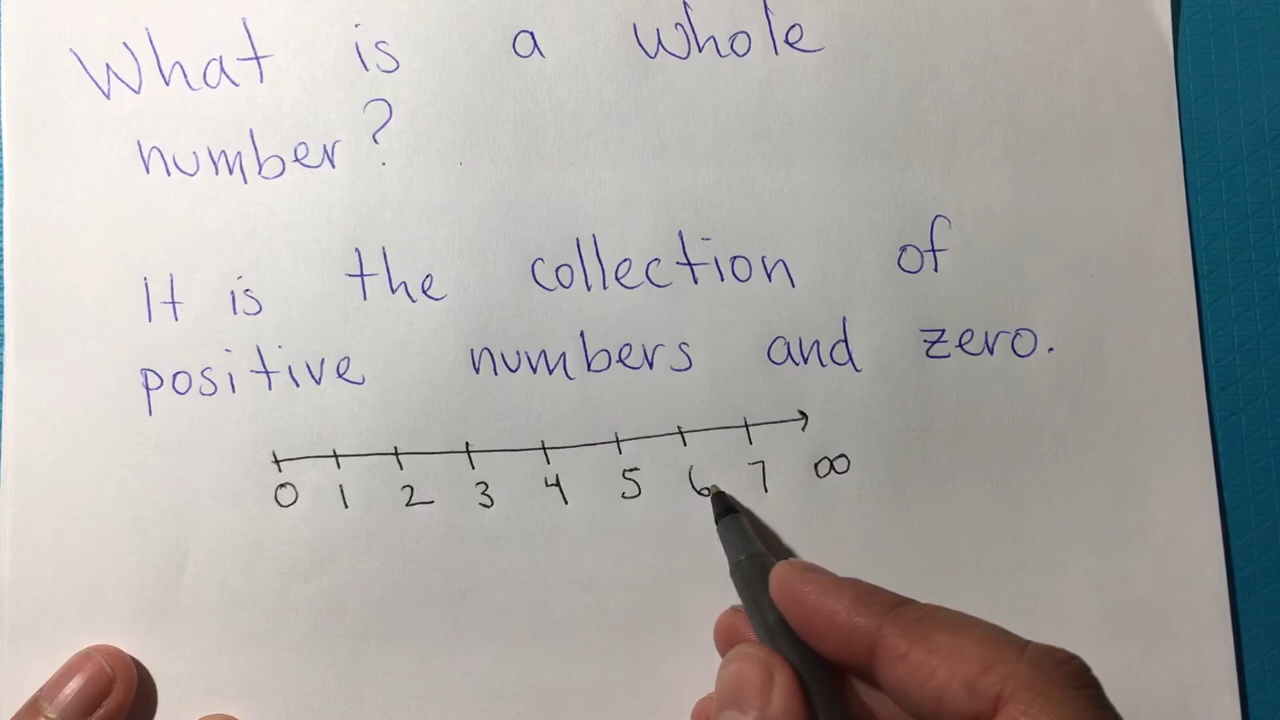 What is a whole
number?
It is the collection of
positive numbers and zero.
0 1 2 3 4 5 6 7 ∞